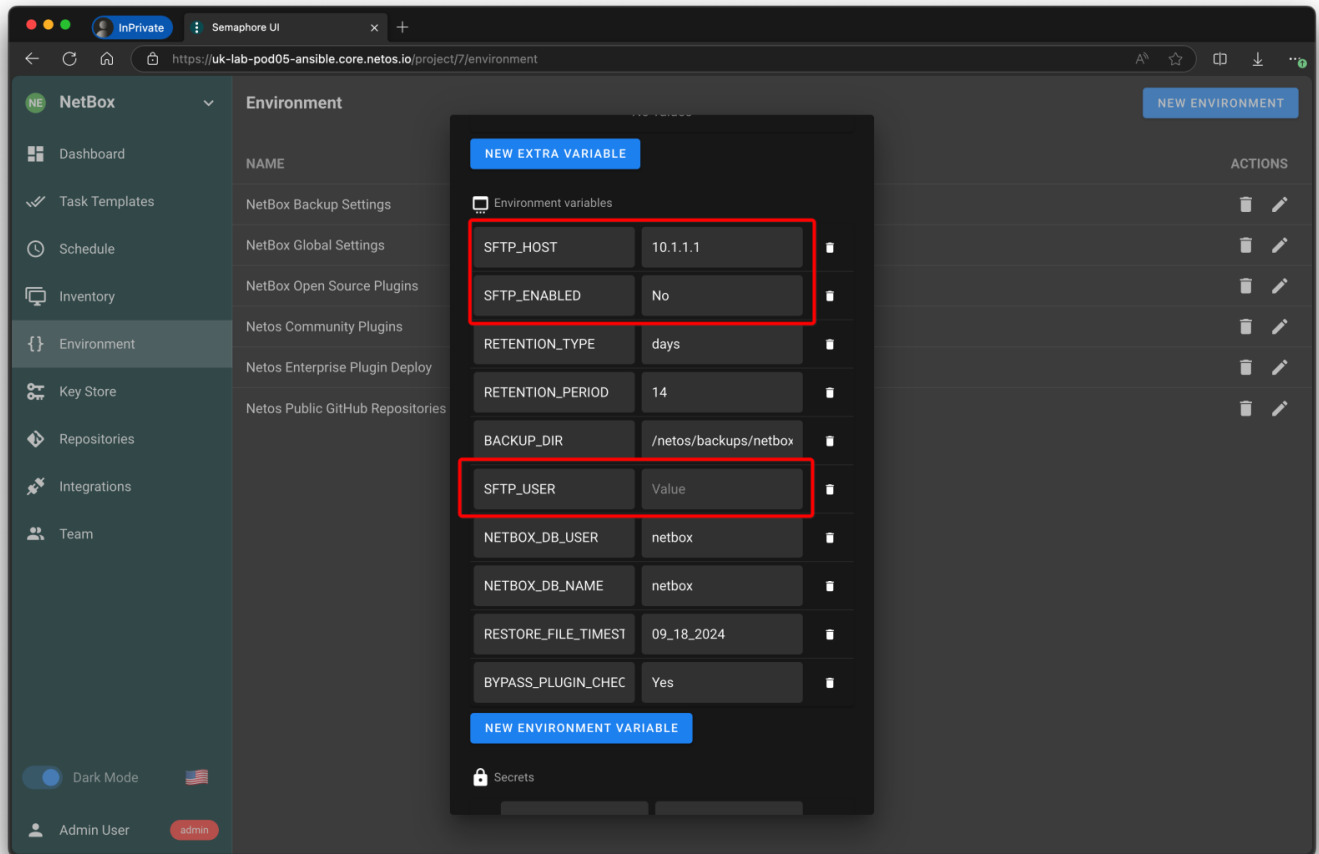 InPrivate
Semaphore UI
https://uk-lab-pod05-ansible.core.netos.io/project/7/environment
NE NetBox
Dashboard
Task Templates
Schedule
Inventory
{} Environment
Key Store
Repositories
Integrations
Team
Dark Mode
Admin User admin
Environment
NEW ENVIRONMENT
NAME
ACTIONS
NetBox Backup Settings
NetBox Global Settings
NetBox Open Source Plugins
Netos Community Plugins
Netos Enterprise Plugin Deploy
Netos Public GitHub Repositories
NEW EXTRA VARIABLE
Environment variables
SFTP_HOST 10.1.1.1
SFTP_ENABLED No
RETENTION_TYPE days
RETENTION_PERIOD 14
BACKUP_DIR /netos/backups/netbox
SFTP_USER Value
NETBOX_DB_USER netbox
NETBOX_DB_NAME netbox
RESTORE_FILE_TIMEST 09_18_2024
BYPASS_PLUGIN_CHEC Yes
NEW ENVIRONMENT VARIABLE
Secrets